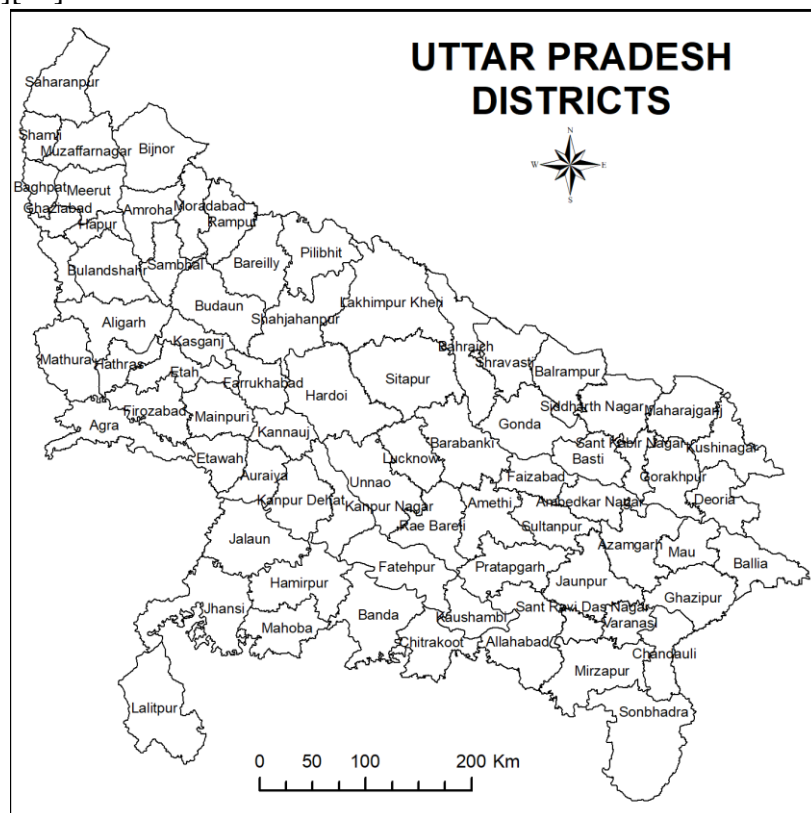 UTTAR PRADESH
DISTRICTS
N
W
E
S
Saharanpur
Shamli
Muzaffarnagar
Bijnor
Baghpat
Meerut
Ghaziabad
Hapur
Amroha
Moradabad
Rampur
Bulandshahr
Sambhal
Bareilly
Pilibhit
Budaun
Lakhimpur Kheri
Shahjahanpur
Aligarh
Kasganj
Mathura
Hathras
Etah
Farrukhabad
Hardoi
Sitapur
Bahraich
Shravasti
Balrampur
Agra
Firozabad
Mainpuri
Kannauj
Gonda
Siddharth Nagar
Maharajganj
Etawah
Auraiya
Lucknow
Barabanki
Sant Kabir Nagar
Basti
Kushinagar
Unnao
Faizabad
Gorakhpur
Kanpur Dehat
Kanpur Nagar
Amethi
Ambedkar Nagar
Deoria
Rae Bareli
Sultanpur
Jalaun
Azamgarh
Mau
Ballia
Fatehpur
Pratapgarh
Jaunpur
Hamirpur
Ghazipur
Jhansi
Banda
Kaushambi
Sant Ravi Das Nagar
Varanasi
Mahoba
Chitrakoot
Allahabad
Chandauli
Mirzapur
Lalitpur
Sonbhadra
0 50 100 200 Km